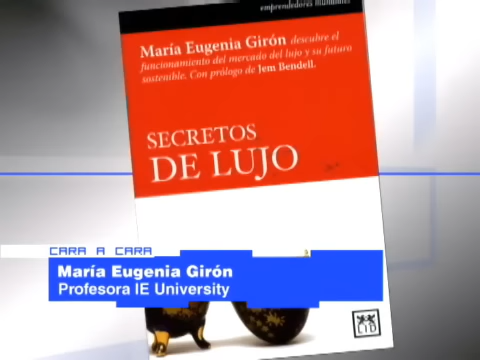 emprendedores humanitas
María Eugenia Girón descubre el
funcionamiento del mercado del lujo y su futuro
sostenible. Con prólogo de Jem Bendell.
SECRETOS
DE LUJO
CARA A CARA
María Eugenia Girón
Profesora IE University
LID